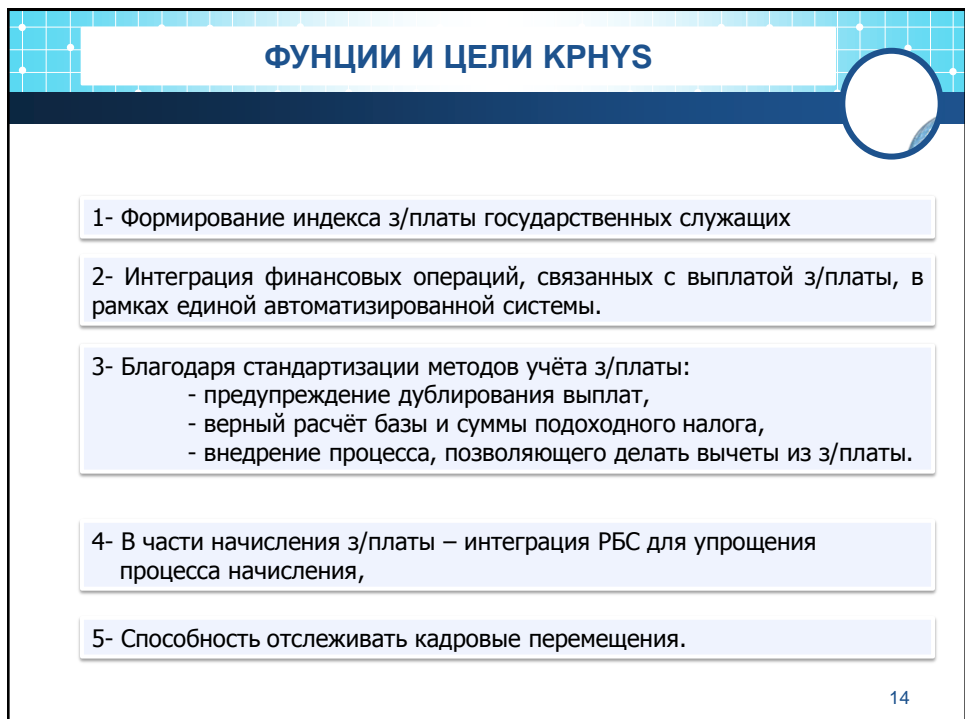 ФУНЦИИ И ЦЕЛИ KPHYS
1- Формирование индекса з/платы государственных служащих
2- Интеграция финансовых операций, связанных с выплатой з/платы, в
рамках единой автоматизированной системы.
3- Благодаря стандартизации методов учёта з/платы:
- предупреждение дублирования выплат,
- верный расчёт базы и суммы подоходного налога,
- внедрение процесса, позволяющего делать вычеты из з/платы.
4- В части начисления з/платы – интеграция РБС для упрощения
процесса начисления,
5- Способность отслеживать кадровые перемещения.
14